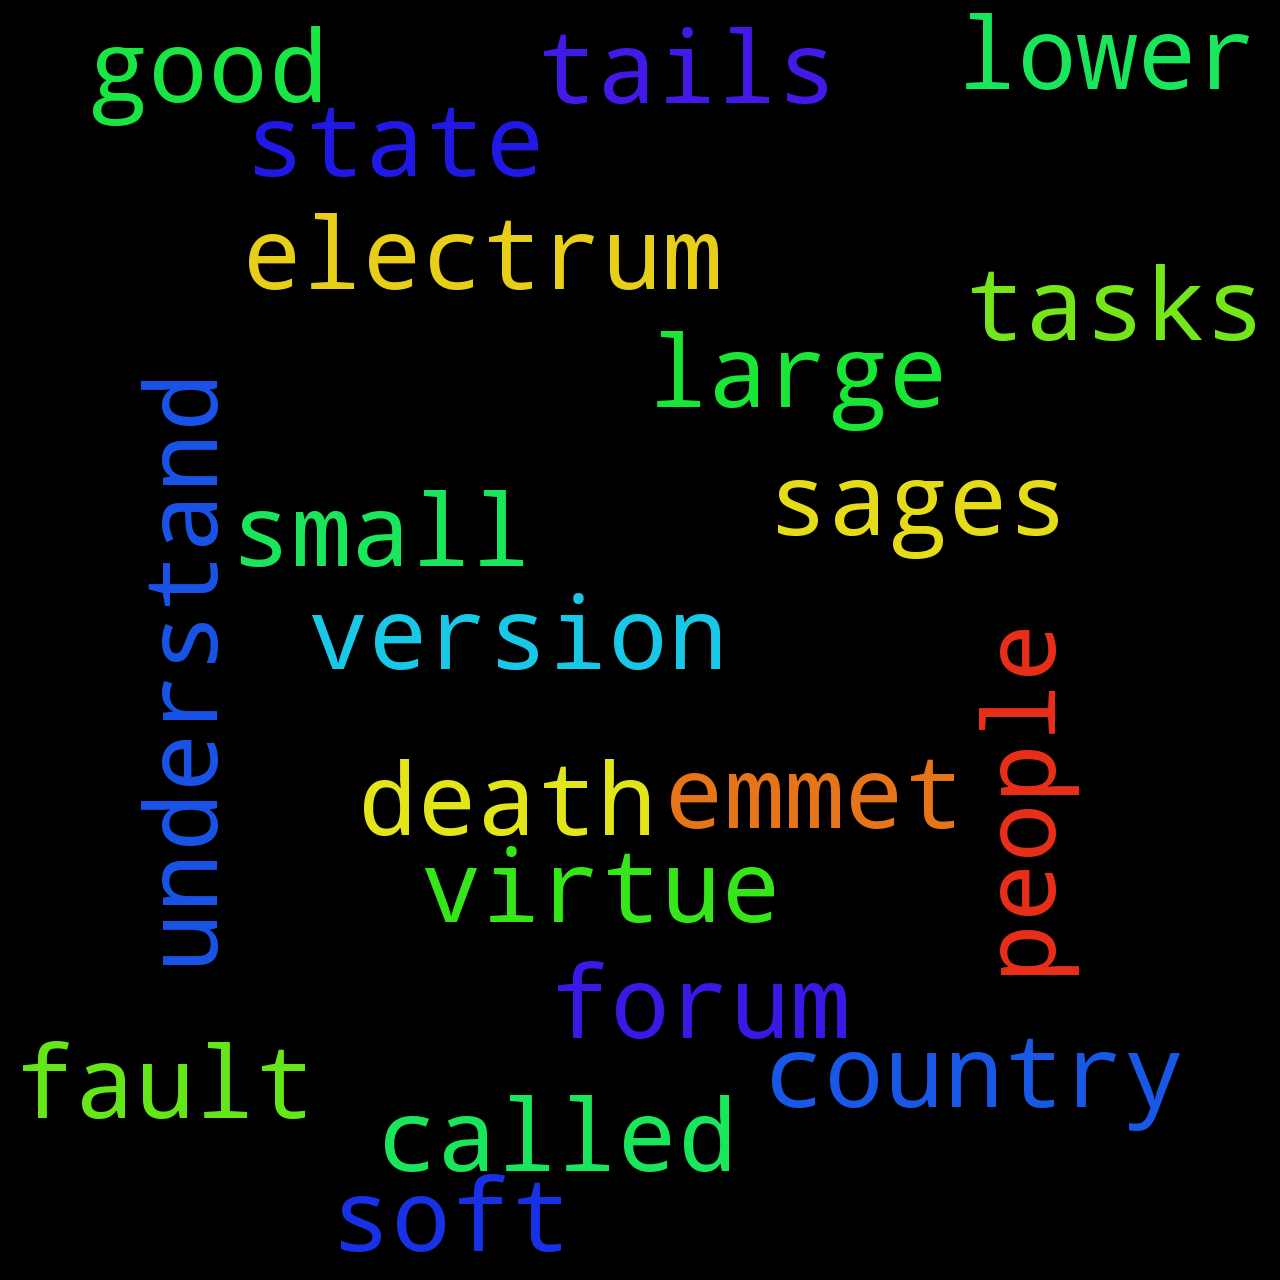 good
tails
lower
state
electrum
tasks
large
understand
sages
small
version
people
death
emmet
virtue
forum
country
fault
called
soft